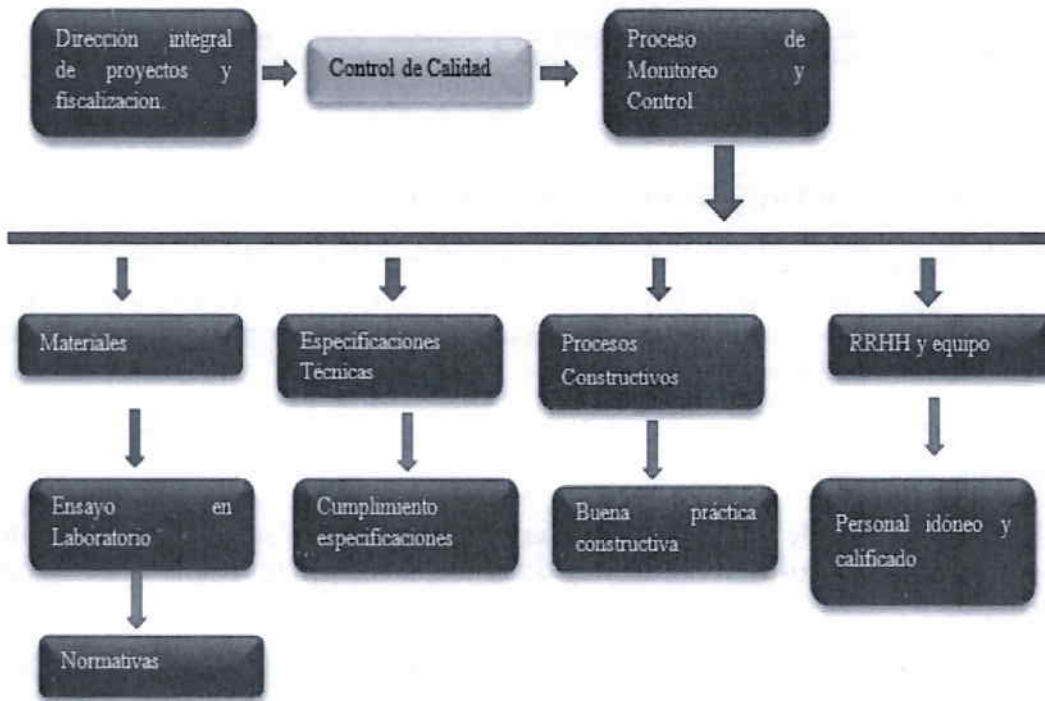 Dirección integral
de proyectos y
fiscalizacion.
Control de Calidad
Proceso de
Monitoreo y
Control
Materiales
Especificaciones
Técnicas
Procesos
Constructivos
RRHH y equipo
Ensayo en
Laboratorio
Cumplimiento
especificaciones
Buena práctica
constructiva
Personal idóneo y
calificado
Normativas